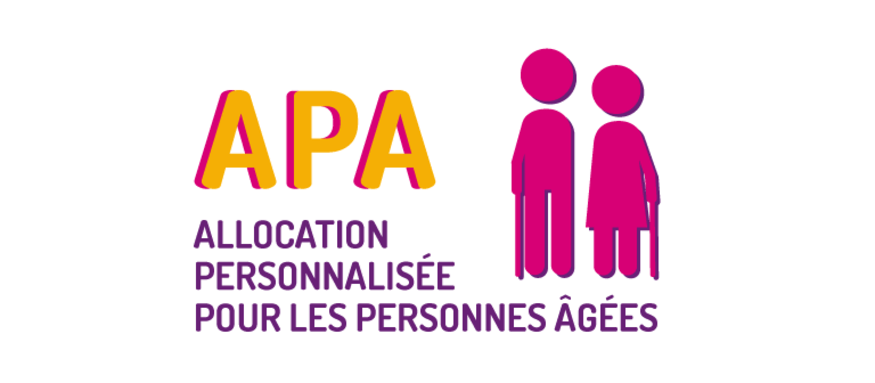 APA
ALLOCATION
PERSONNALISÉE
POUR LES PERSONNES ÂGÉES